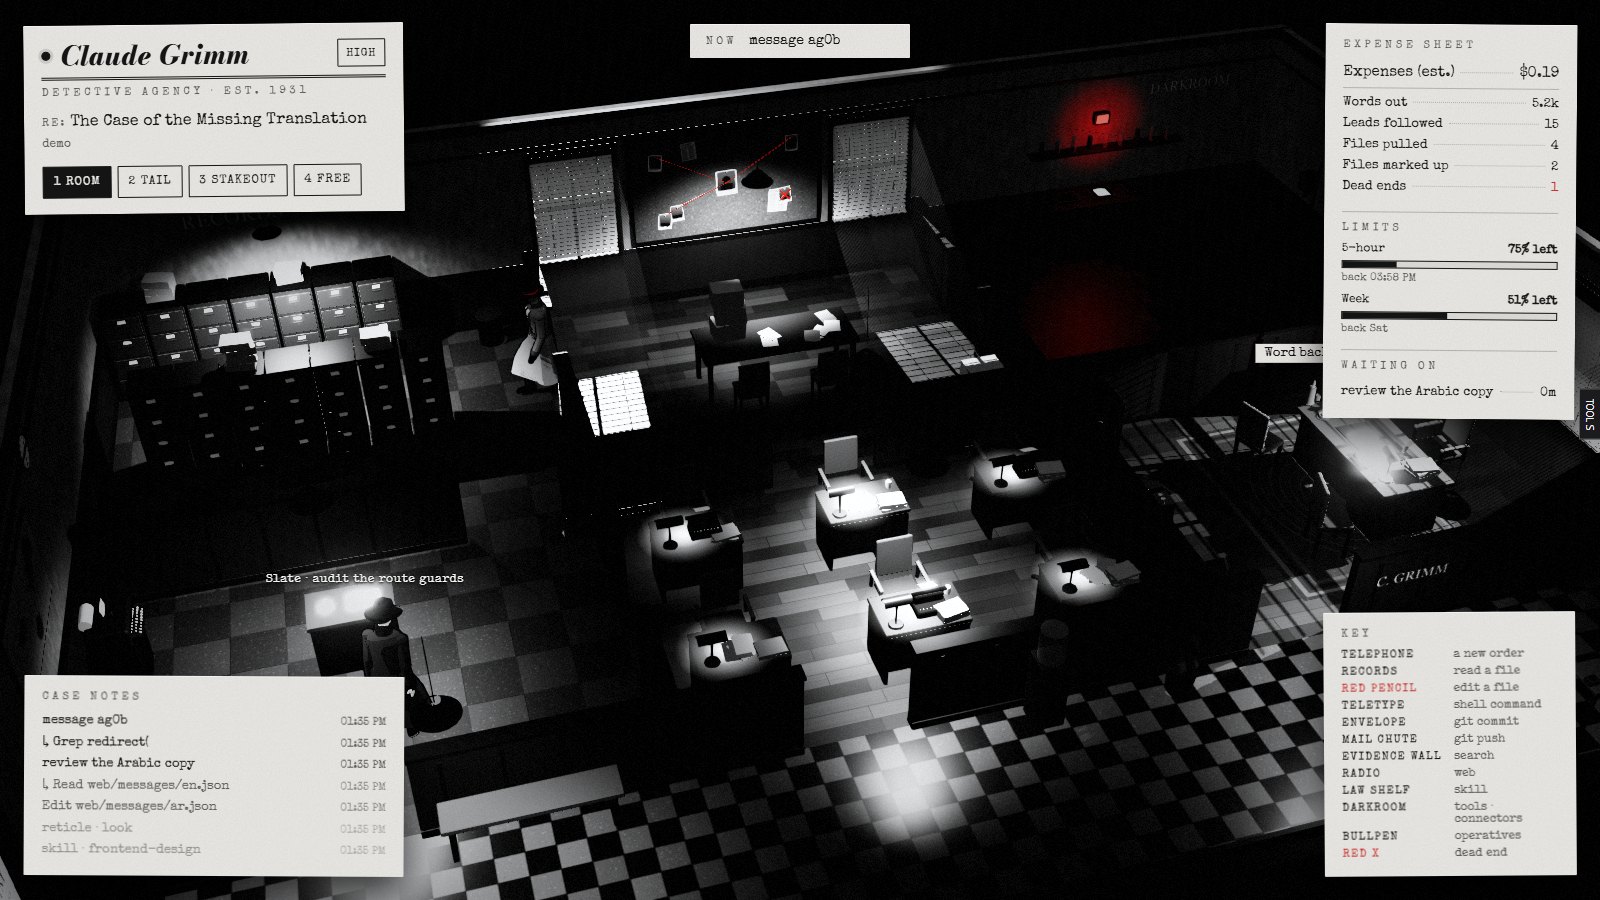 Claude Grimm
HIGH
DETECTIVE AGENCY · EST. 1931
RE: The Case of the Missing Translation
demo
1 ROOM
2 TAIL
3 STAKEOUT
4 FREE
NOW message ag0b
DARKROOM
EXPENSE SHEET
Expenses (est.) $0.19
Words out 5.2k
Leads followed 15
Files pulled 4
Files marked up 2
Dead ends 1
LIMITS
5-hour 75% left
back 03:58 PM
Week 51% left
back Sat
WAITING ON
review the Arabic copy 0m
Word bac
TOOLS
Slate · audit the route guards
C. GRIMM
CASE NOTES
message ag0b 01:35 PM
↳ Grep redirect( 01:35 PM
review the Arabic copy 01:35 PM
↳ Read web/messages/en.json 01:35 PM
Edit web/messages/ar.json 01:35 PM
reticle · look 01:35 PM
skill · frontend-design 01:35 PM
KEY
TELEPHONE a new order
RECORDS read a file
RED PENCIL edit a file
TELETYPE shell command
ENVELOPE git commit
MAIL CHUTE git push
EVIDENCE WALL search
RADIO web
LAW SHELF skill
DARKROOM tools ·
connectors
BULLPEN operatives
RED X dead end